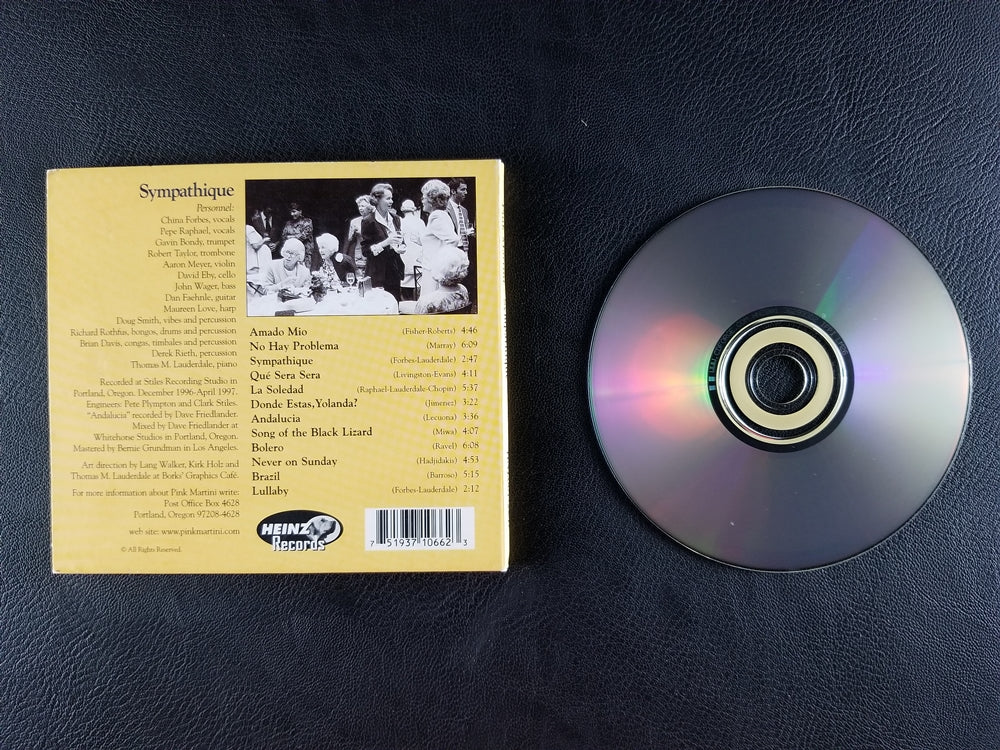 Sympathique
Personnel:
China Forbes, vocals
Pepe Raphael, vocals
Gavin Bondy, trumpet
Robert Taylor, trombone
Aaron Meyer, violin
David Eby, cello
John Wager, bass
Dan Faehnle, guitar
Maureen Love, harp
Doug Smith, vibes and percussion
Richard Rothfus, bongos, drums and percussion
Brian Davis, congas, timbales and percussion
Derek Rieth, percussion
Thomas M. Lauderdale, piano
Recorded at Stiles Recording Studio in
Portland, Oregon. December 1996-April 1997.
Engineers: Pete Plympton and Clark Stiles.
"Andalucia" recorded by Dave Friedlander.
Mixed by Dave Friedlander at
Whitehorse Studios in Portland, Oregon.
Mastered by Bernie Grundman in Los Angeles.
Art direction by Lang Walker, Kirk Holz and
Thomas M. Lauderdale at Borks' Graphics Café.
For more information about Pink Martini write:
Post Office Box 4628
Portland, Oregon 97208-4628
web site: www.pinkmartini.com
© All Rights Reserved.
Amado Mio (Fisher-Roberts) 4:46
No Hay Problema (Marray) 6:09
Sympathique (Forbes-Lauderdale) 2:47
Qué Sera Sera (Livingston-Evans) 4:11
La Soledad (Raphael-Lauderdale-Chopin) 5:37
Donde Estas, Yolanda? (Jimenez) 3:22
Andalucia (Lecuona) 3:36
Song of the Black Lizard (Miwa) 4:07
Bolero (Ravel) 6:08
Never on Sunday (Hadjidakis) 4:53
Brazil (Barroso) 5:15
Lullaby (Forbes-Lauderdale) 2:12
HEINZ
Records
7 51937 10662 3